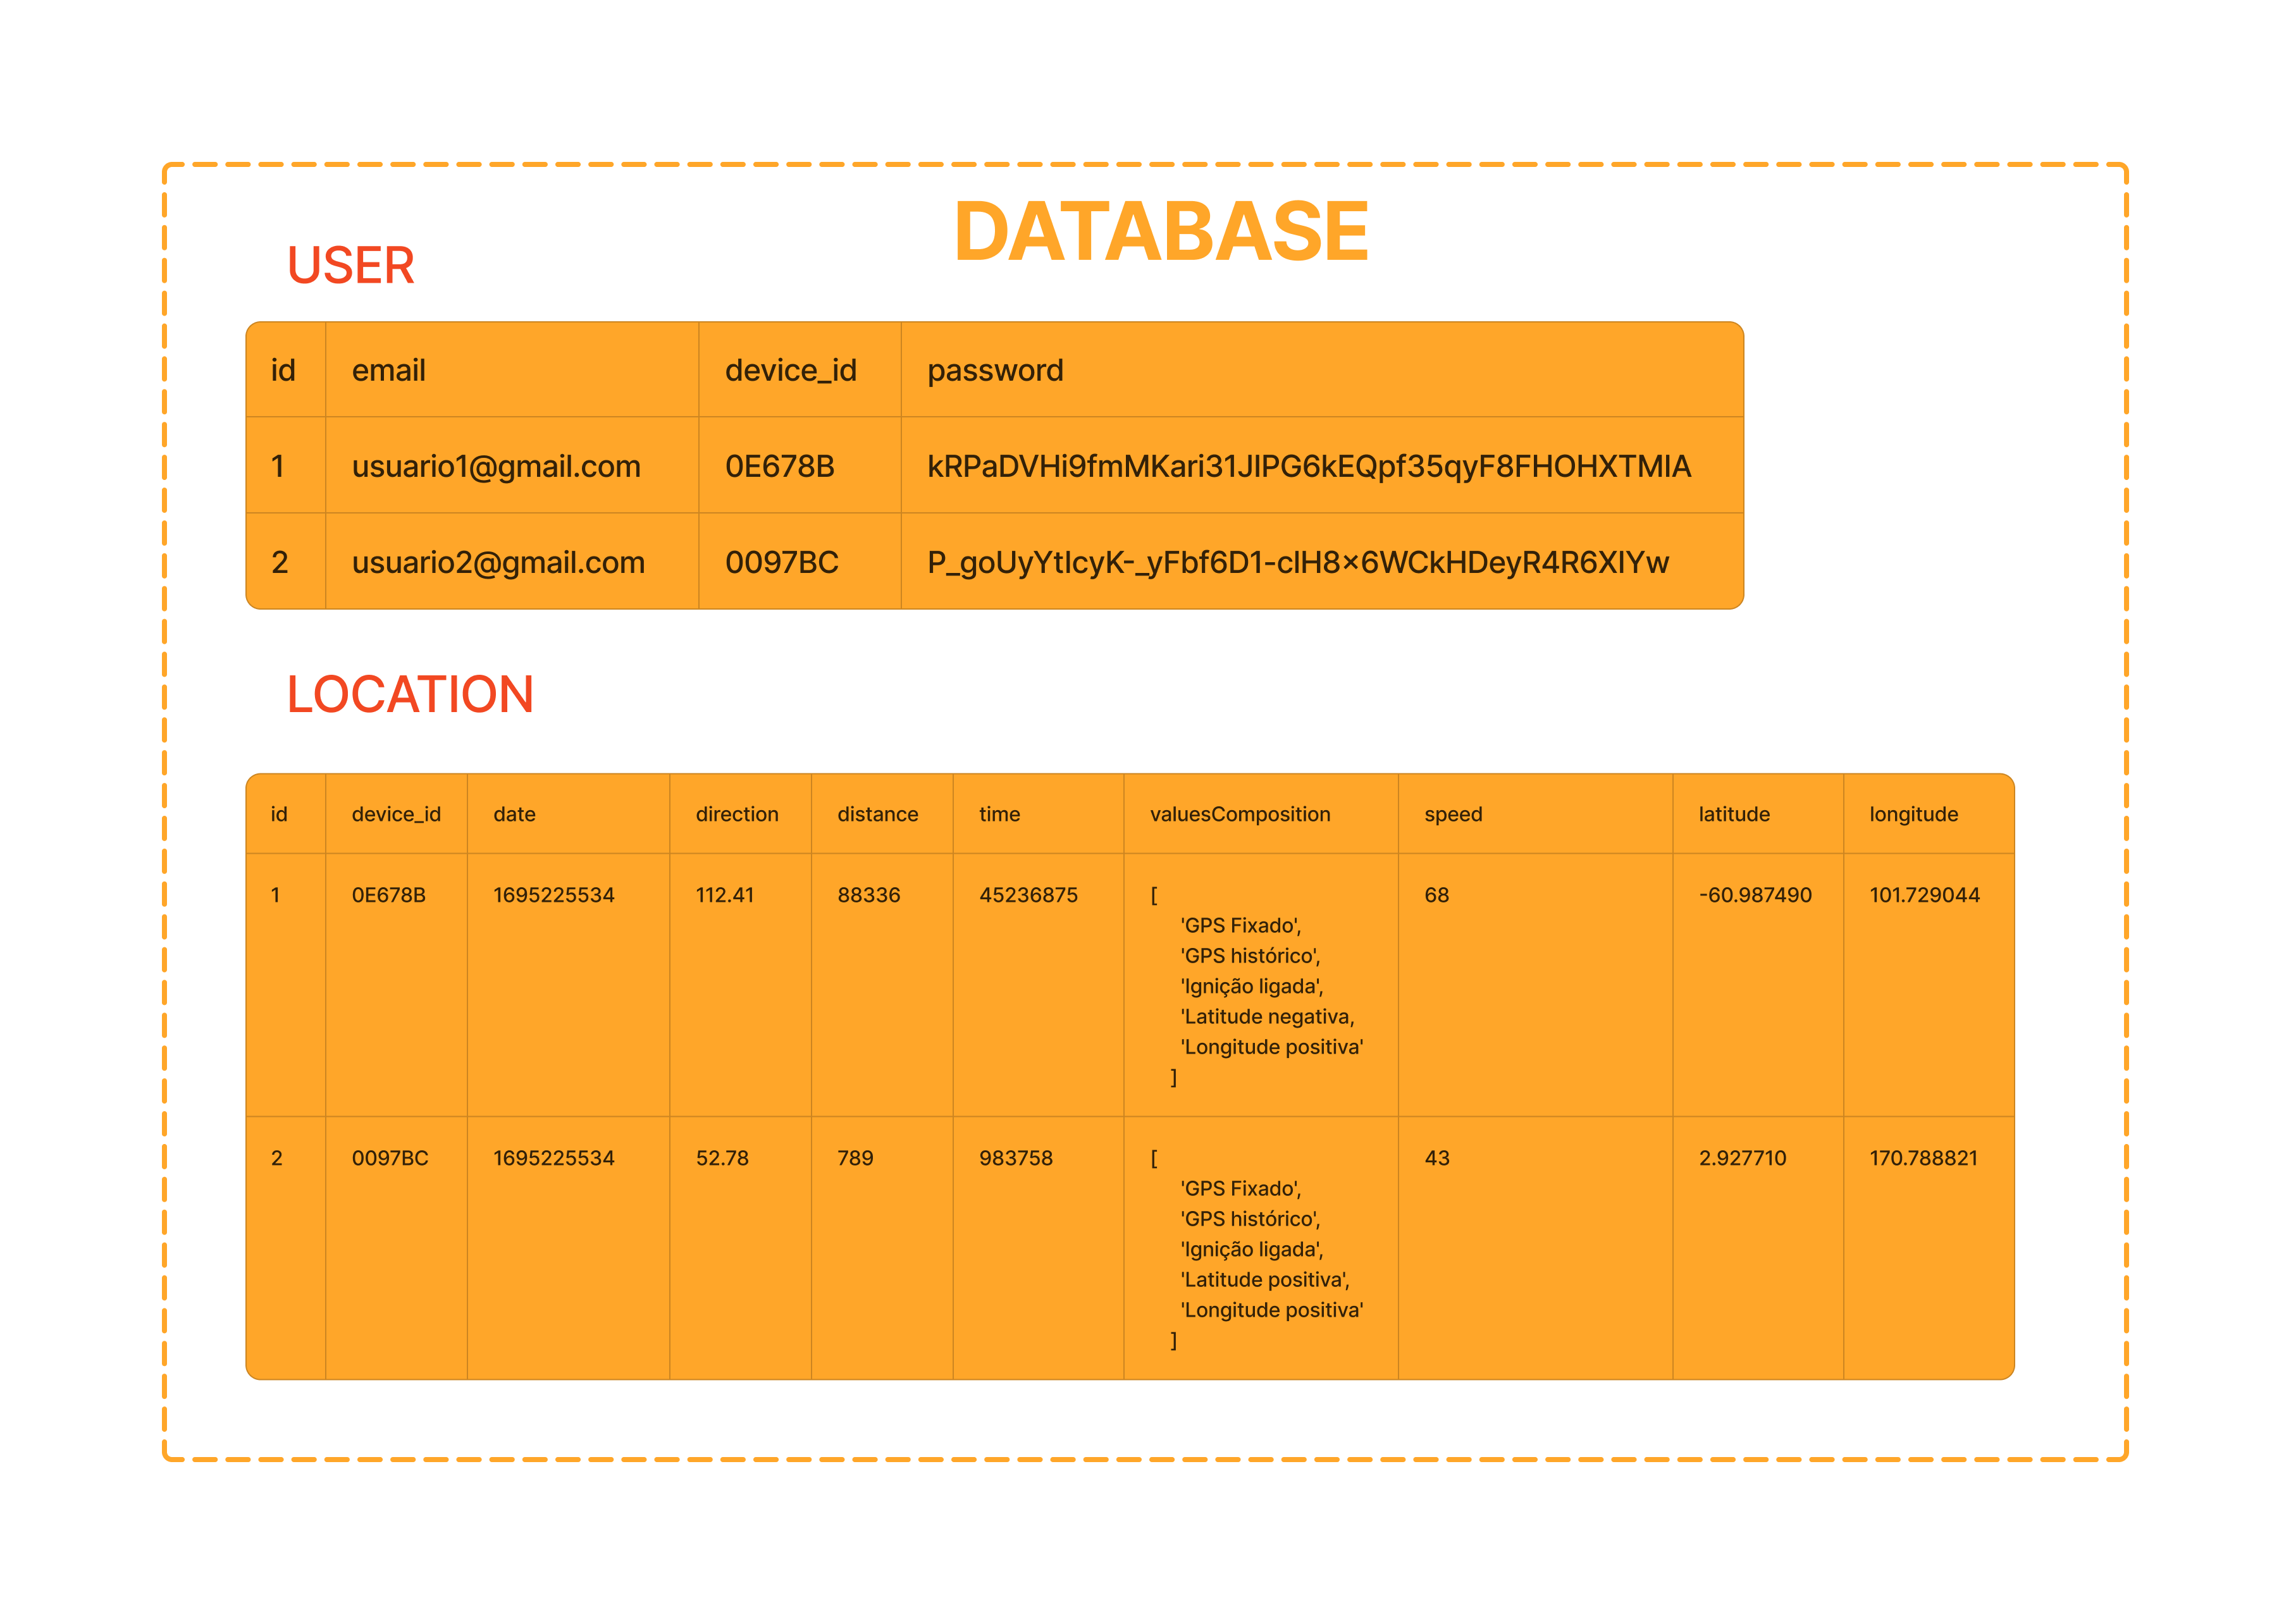 DATABASE
USER
id email device_id password
1 usuario1@gmail.com 0E678B kRPaDVHi9fmMKari31JIPG6kEQpf35qyF8FHOHXTMIA
2 usuario2@gmail.com 0097BC P_goUyYtIcyK-_yFbf6D1-cIH8×6WCkHDeyR4R6XIYw
LOCATION
id device_id date direction distance time valuesComposition speed latitude longitude
1 0E678B 1695225534 112.41 88336 45236875 [ 68 -60.987490 101.729044
'GPS Fixado',
'GPS histórico',
'Ignição ligada',
'Latitude negativa,
'Longitude positiva'
]
2 0097BC 1695225534 52.78 789 983758 [ 43 2.927710 170.788821
'GPS Fixado',
'GPS histórico',
'Ignição ligada',
'Latitude positiva',
'Longitude positiva'
]